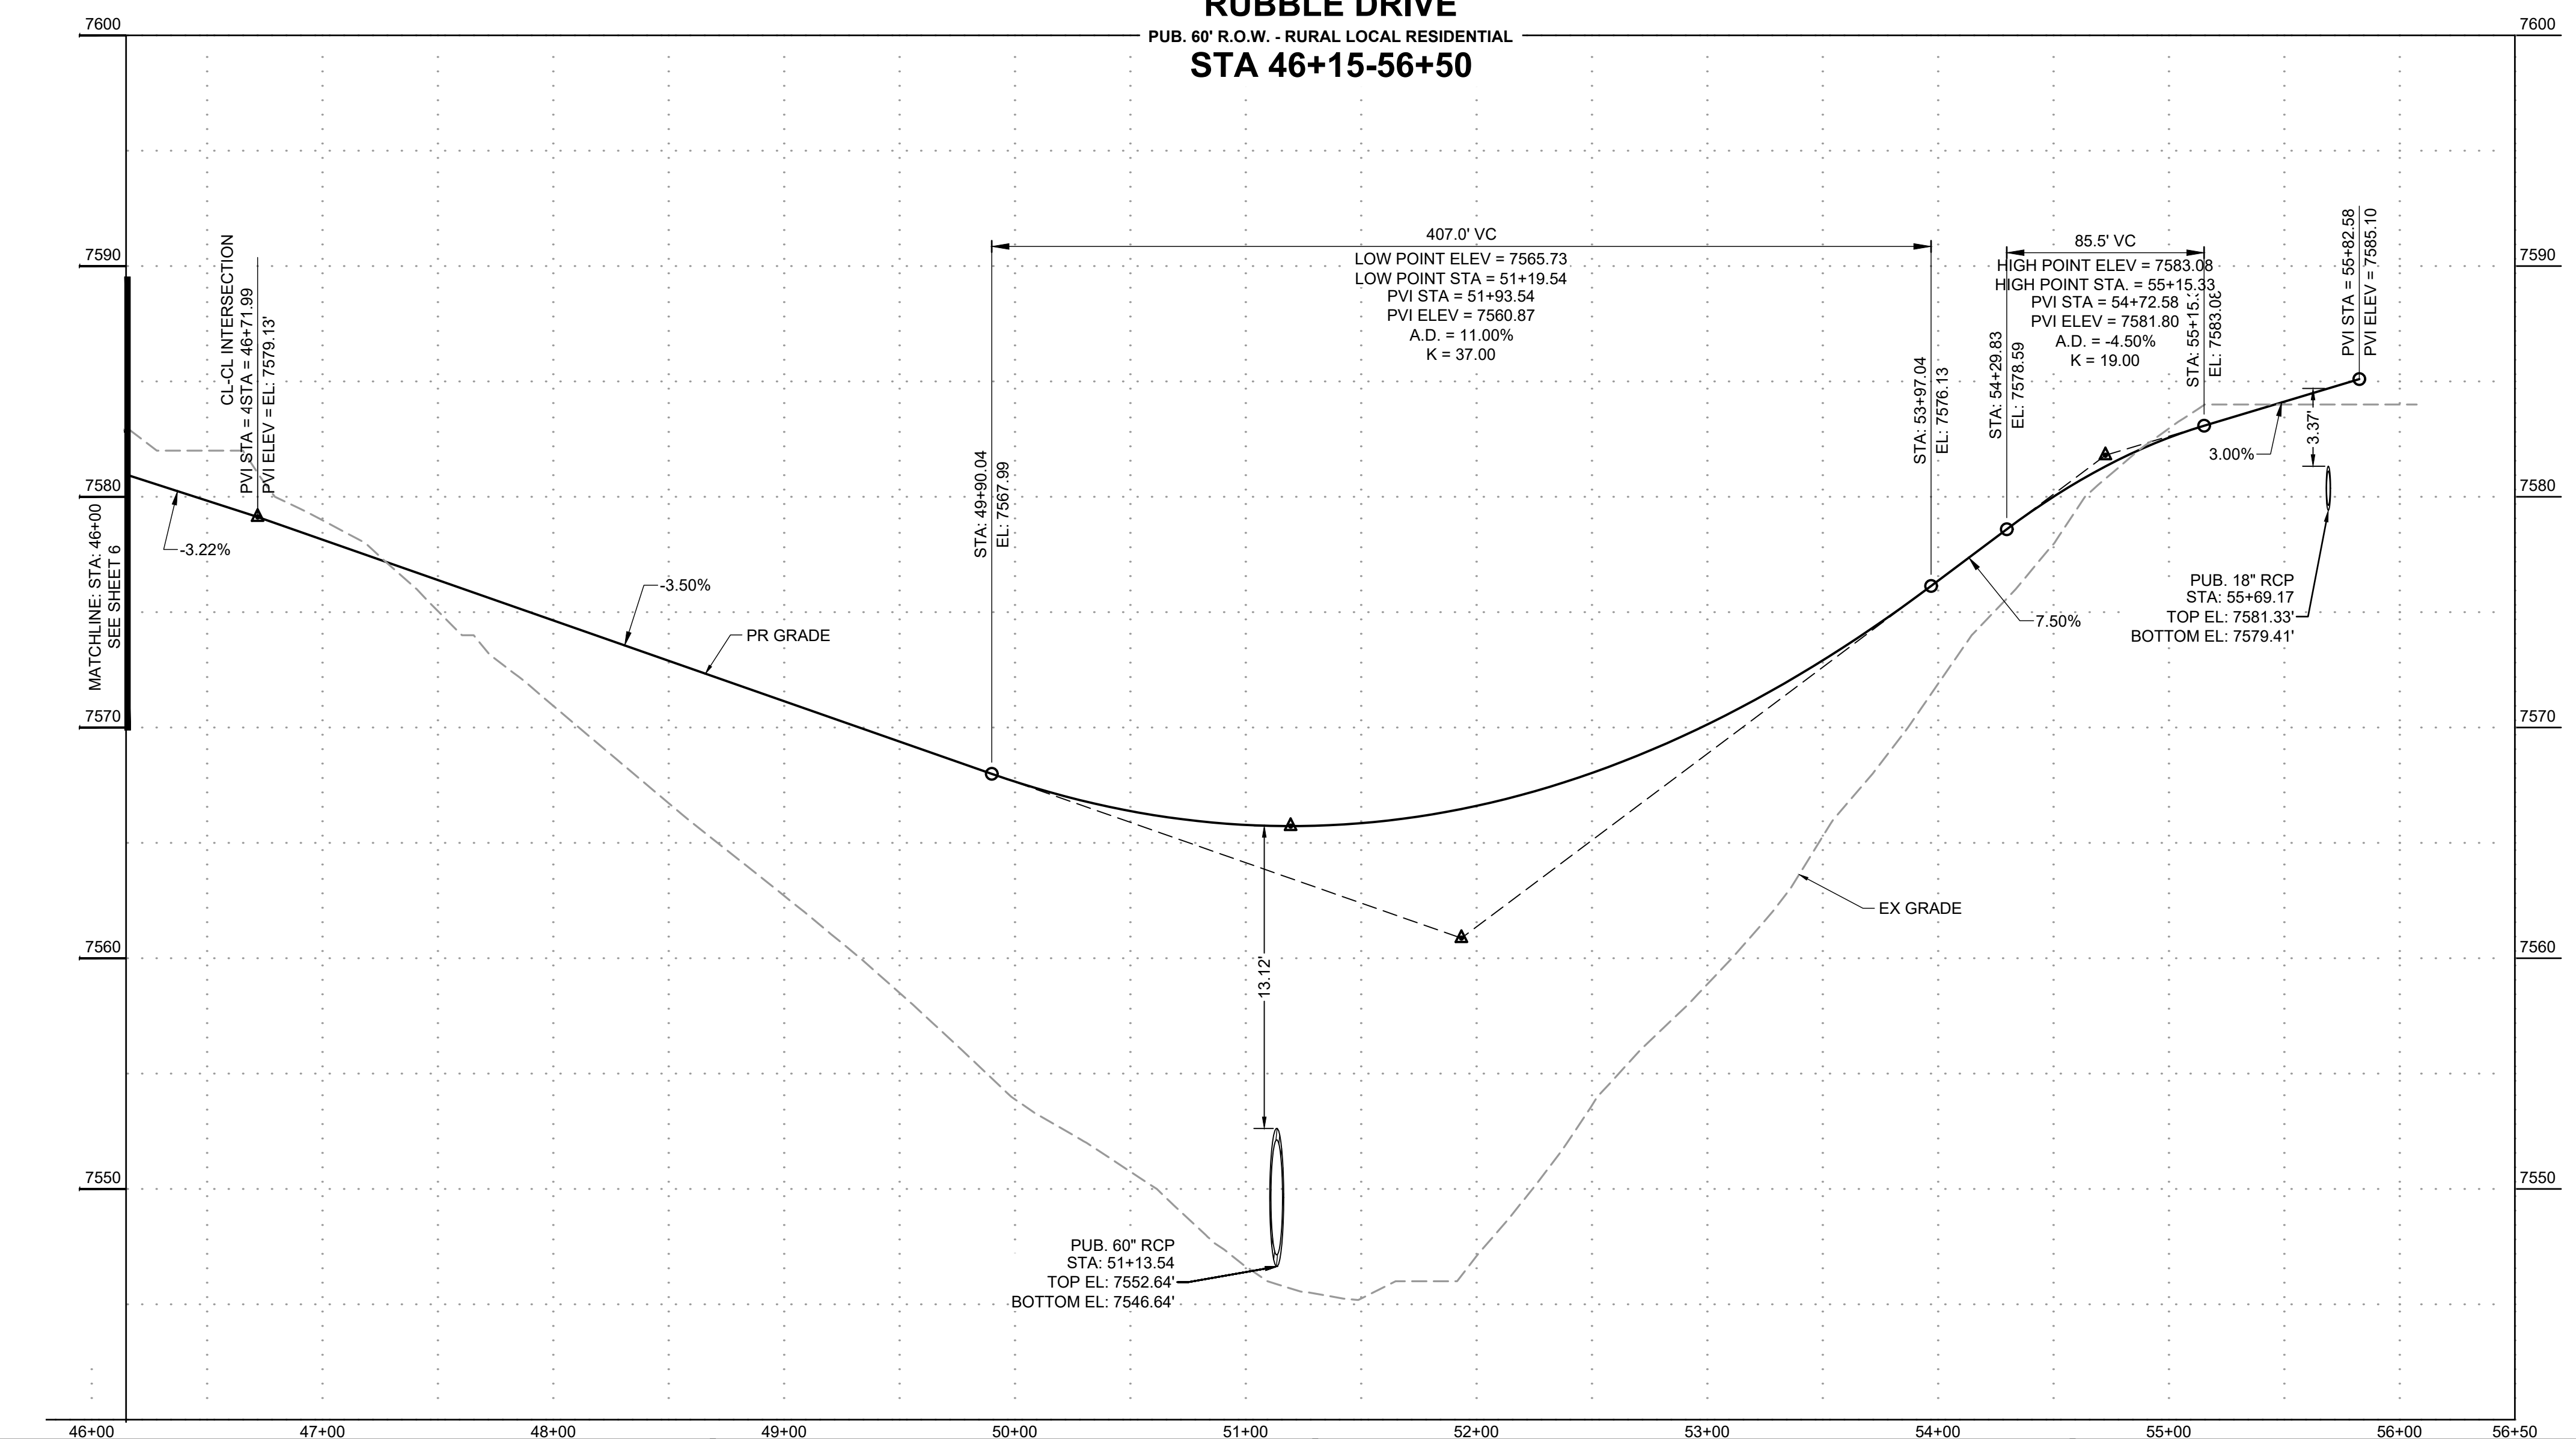 RUBBLE DRIVE
PUB. 60' R.O.W. - RURAL LOCAL RESIDENTIAL
STA 46+15-56+50
7600
7590
7580
7570
7560
7550
7600
7590
7580
7570
7560
7550
MATCHLINE: STA: 46+00
SEE SHEET 6
CL-CL INTERSECTION
PVI STA = 4STA = 46+71.99
PVI ELEV = EL: 7579.13'
-3.22%
-3.50%
PR GRADE
STA: 49+90.04
EL: 7567.99
407.0' VC
LOW POINT ELEV = 7565.73
LOW POINT STA = 51+19.54
PVI STA = 51+93.54
PVI ELEV = 7560.87
A.D. = 11.00%
K = 37.00
STA: 53+97.04
EL: 7576.13
STA: 54+29.83
EL: 7578.59
85.5' VC
HIGH POINT ELEV = 7583.08
HIGH POINT STA. = 55+15.33
PVI STA = 54+72.58
PVI ELEV = 7581.80
A.D. = -4.50%
K = 19.00
STA: 55+15.
EL: 7583.08
PVI STA = 55+82.58
PVI ELEV = 7585.10
3.37'
3.00%
7.50%
PUB. 18" RCP
STA: 55+69.17
TOP EL: 7581.33'
BOTTOM EL: 7579.41'
EX GRADE
13.12'
PUB. 60" RCP
STA: 51+13.54
TOP EL: 7552.64'
BOTTOM EL: 7546.64'
46+00 47+00 48+00 49+00 50+00 51+00 52+00 53+00 54+00 55+00 56+00 56+50